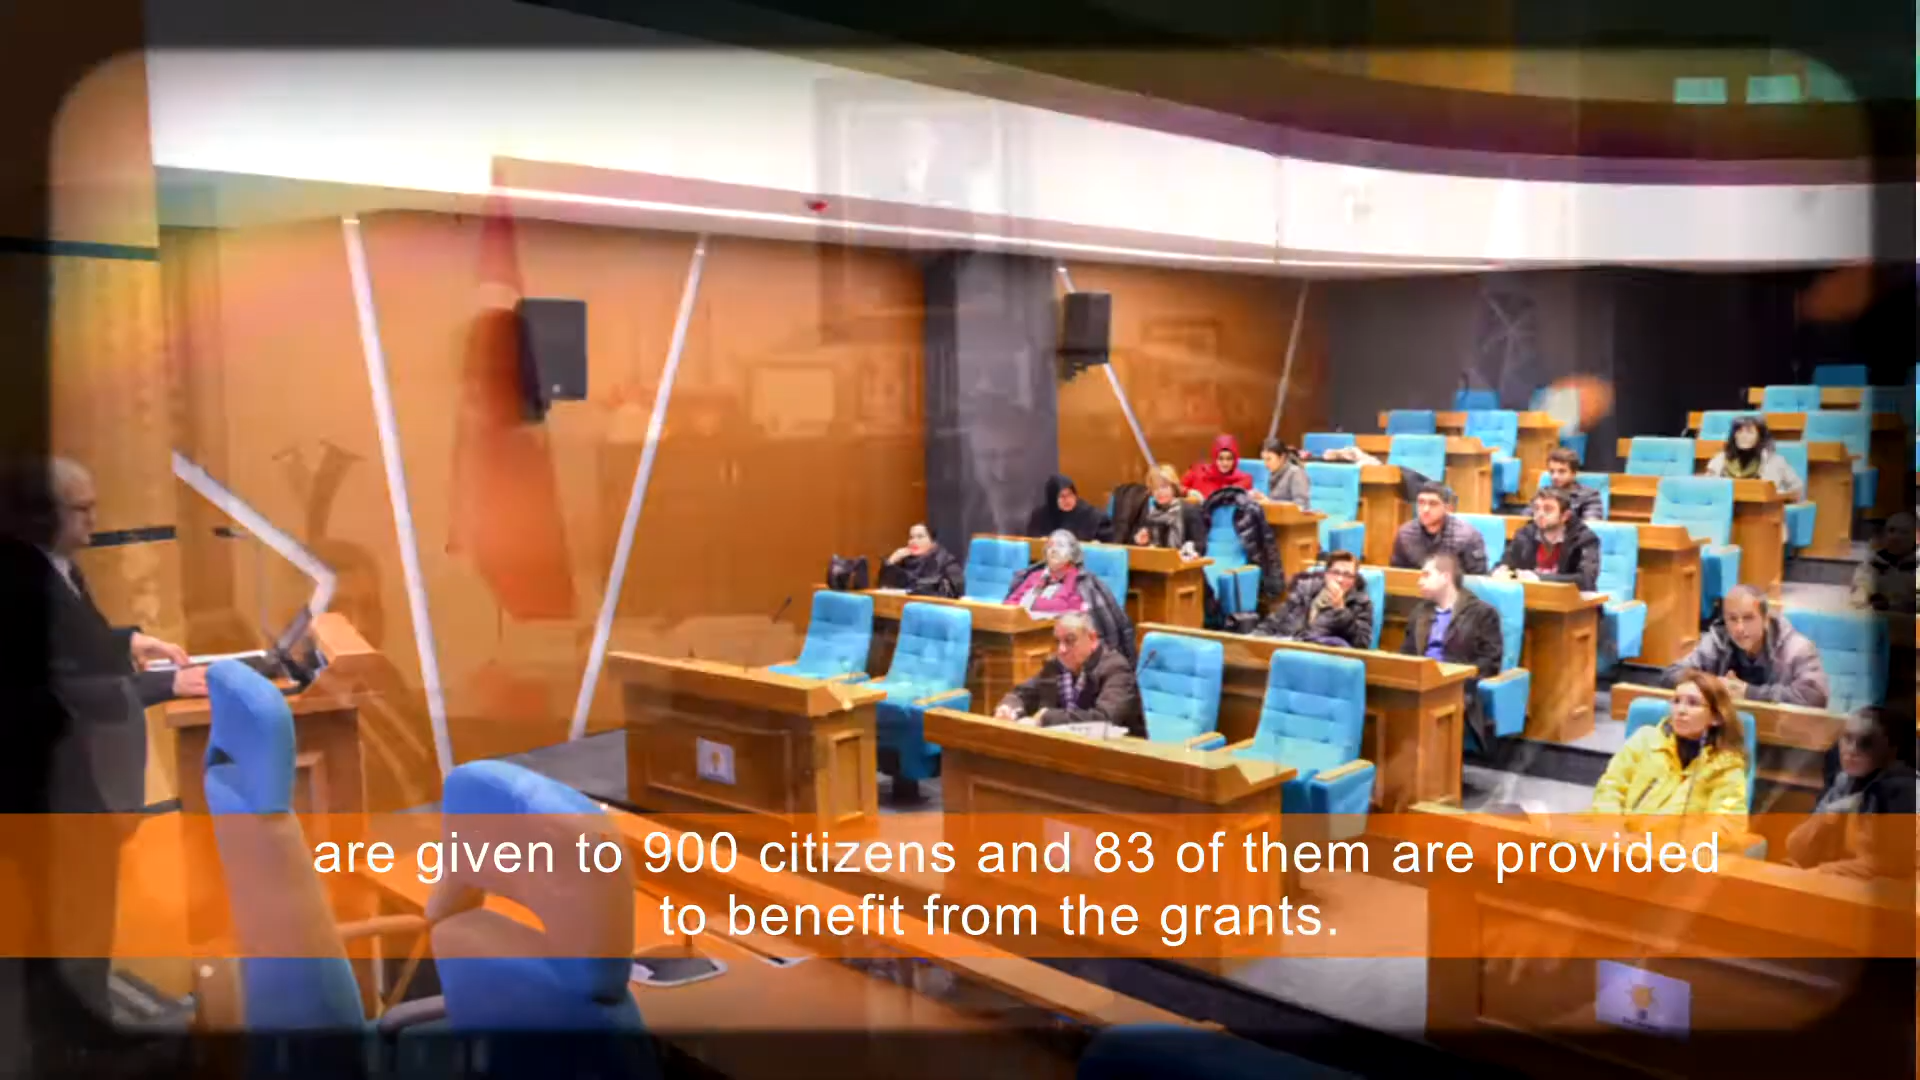 are given to 900 citizens and 83 of them are provided
to benefit from the grants.